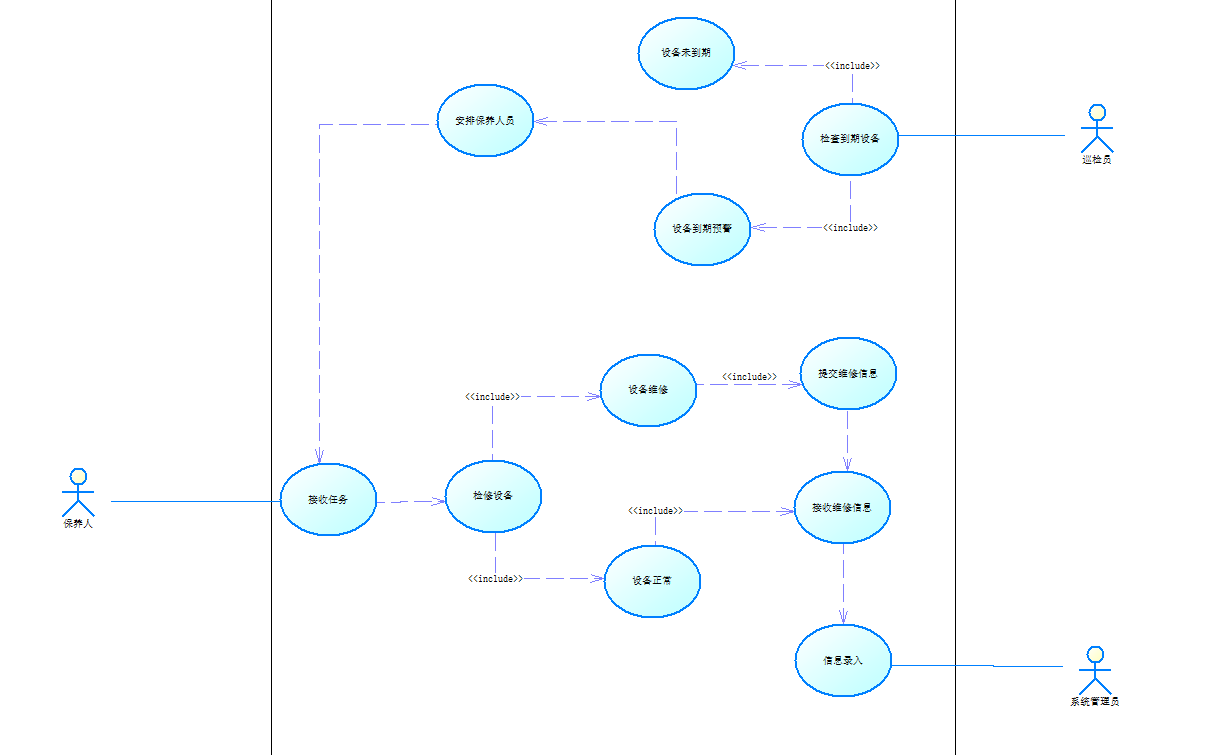 设备未到期
<<include>>
安排保养人员
检查到期设备
巡检员
设备到期预警
<<include>>
提交维修信息
<<include>>
设备维修
<<include>>
接收任务
检修设备
接收维修信息
<<include>>
保养人
<<include>>
设备正常
信息录入
系统管理员